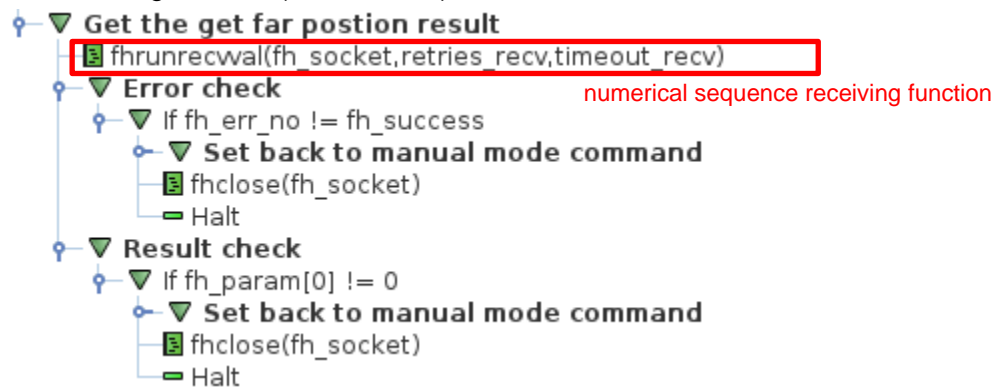 Get the get far postion result
fhrunrecvval(fh_socket,retries_recv,timeout_recv)
numerical sequence receiving function
Error check
If fh_err_no != fh_success
Set back to manual mode command
fhclose(fh_socket)
Halt
Result check
If fh_param[0] != 0
Set back to manual mode command
fhclose(fh_socket)
Halt